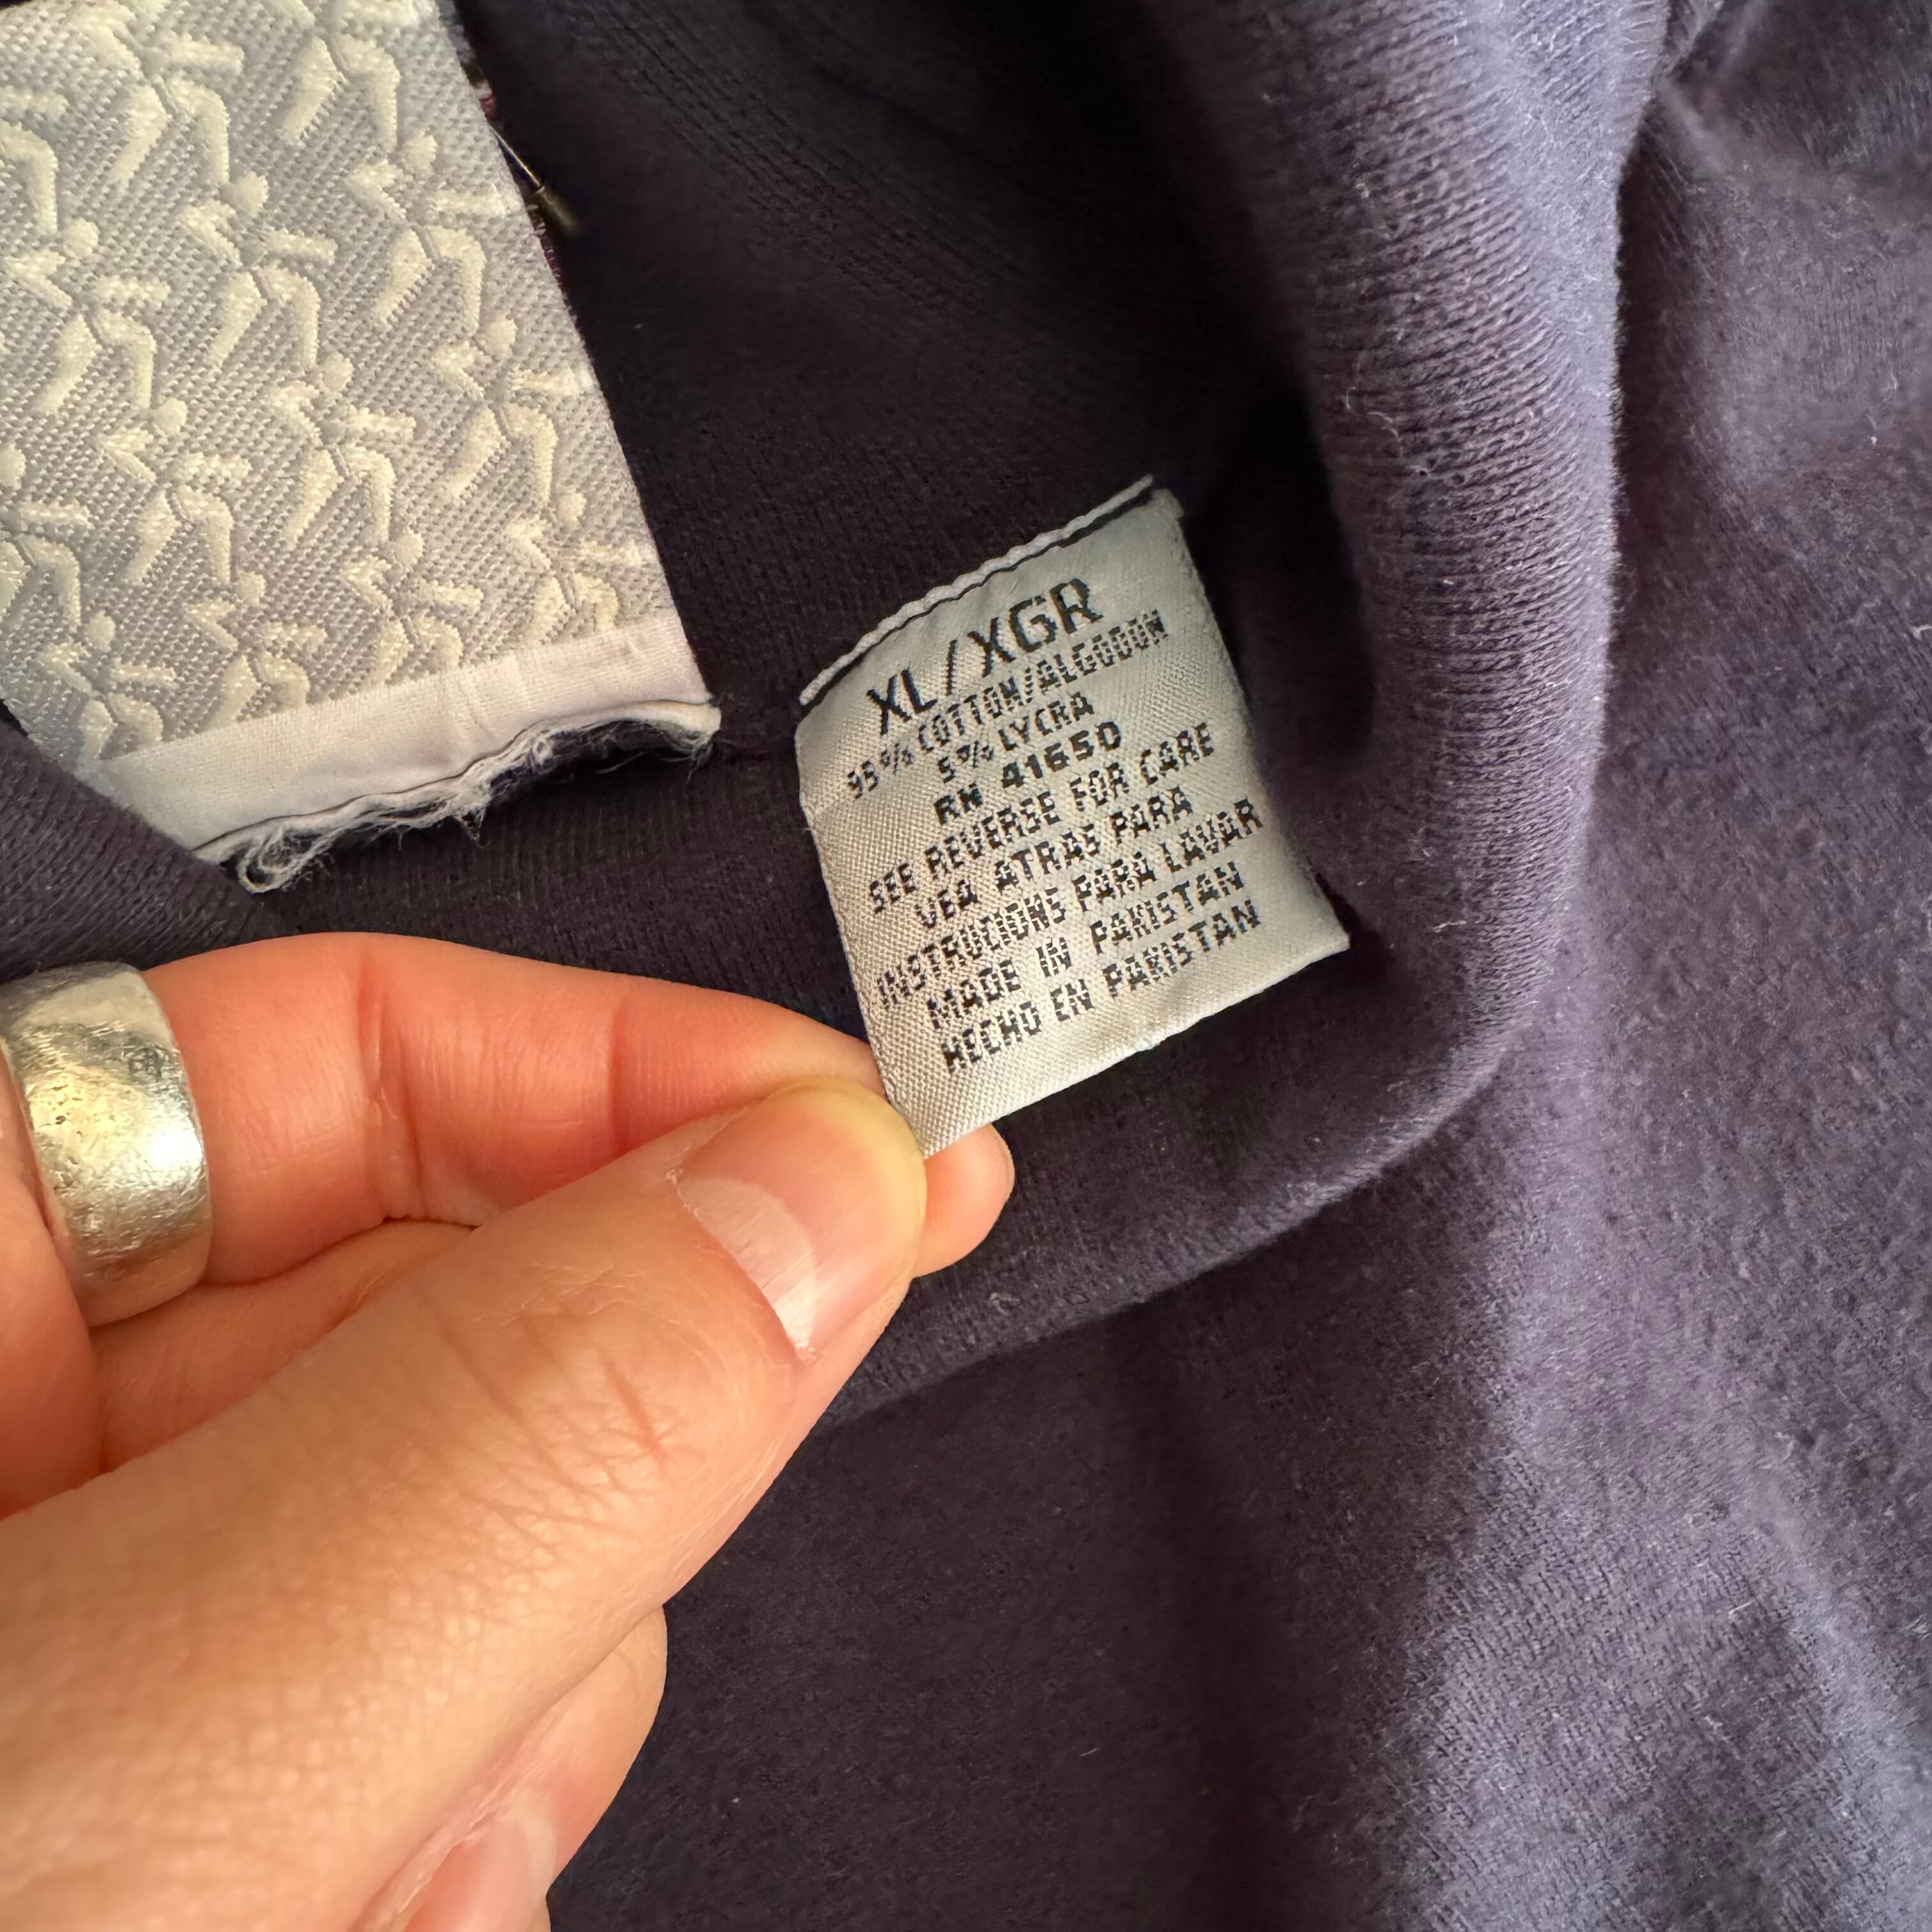 XL/XGR
95% COTTON/ALGODON
5% LYCRA
RN 41650
SEE REVERSE FOR CARE
VEA ATRAS PARA
INSTRUCIONS PARA LAVAR
MADE IN PAKISTAN
HECHO EN PAKISTAN